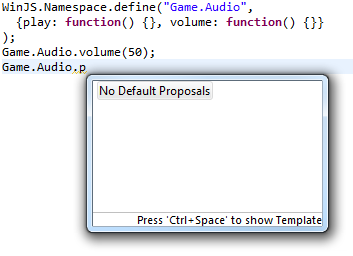 WinJS.Namespace.define("Game.Audio",
{play: function() {}, volume: function() {}}
);
Game.Audio.volume(50);
Game.Audio.p
No Default Proposals
Press 'Ctrl+Space' to show Template